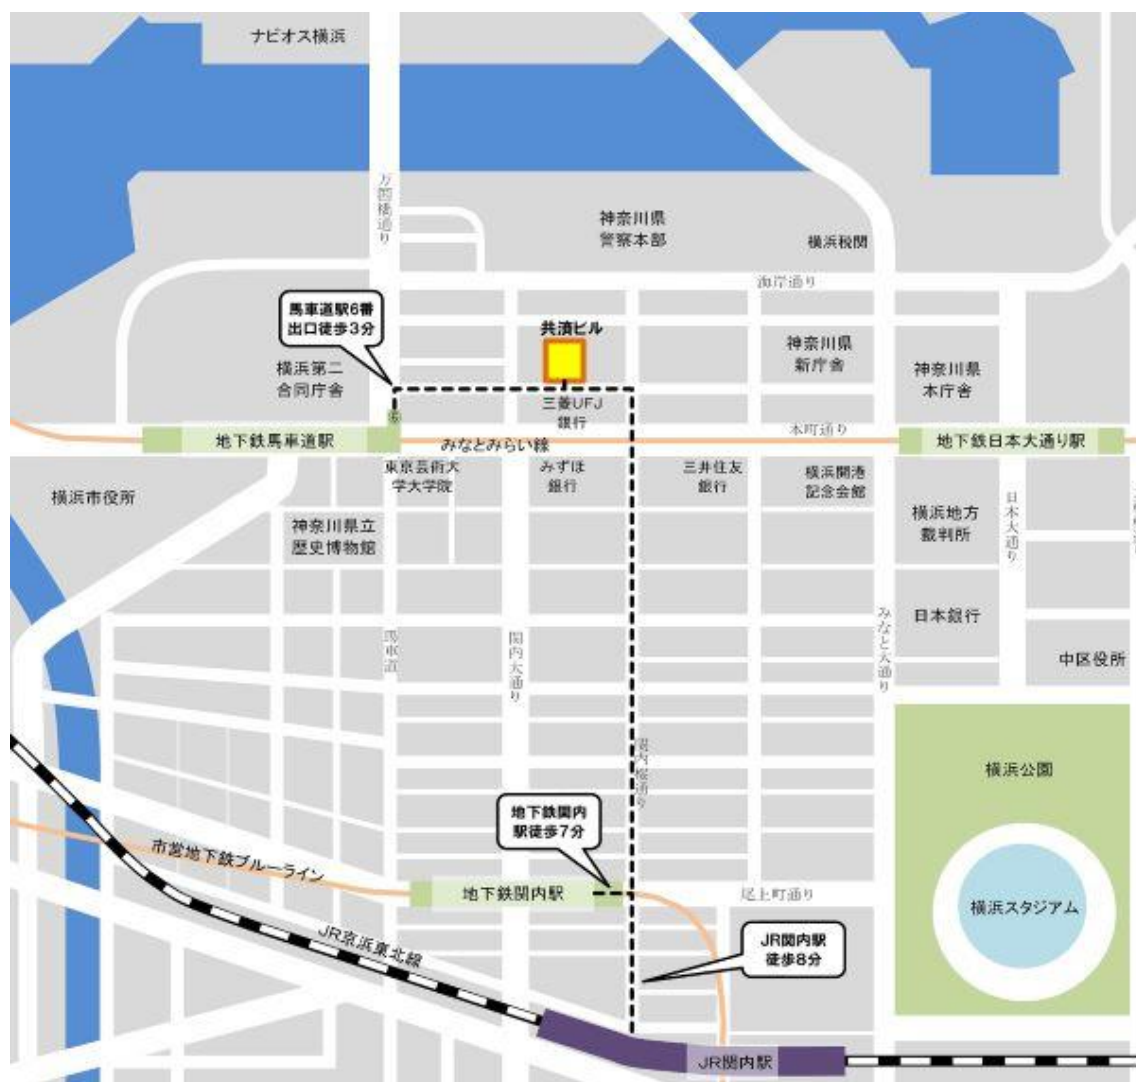 ナビオス横浜
万国橋通り
神奈川県
警察本部
横浜税関
海岸通り
馬車道駅6番
出口徒歩3分
共済ビル
横浜第二
合同庁舎
神奈川県
新庁舎
神奈川県
本庁舎
三菱UFJ
銀行
6
本町通り
地下鉄馬車道駅
みなとみらい線
地下鉄日本大通り駅
東京芸術大
学大学院
みずほ
銀行
三井住友
銀行
横浜開港
記念会館
横浜市役所
神奈川県立
歴史博物館
横浜地方
裁判所
日本大通り
日本銀行
馬車道
関内大通り
みなと大通り
中区役所
関内桜通り
横浜公園
地下鉄関内
駅徒歩7分
市営地下鉄ブルーライン
地下鉄関内駅
尾上町通り
横浜スタジアム
JR京浜東北線
JR関内駅
徒歩8分
JR関内駅